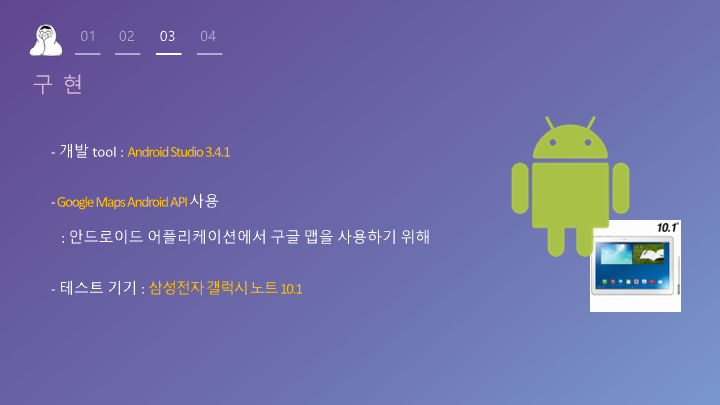 01 02 03 04
구 현
- 개발 tool : Android Studio 3.4.1
- Google Maps Android API 사용
: 안드로이드 어플리케이션에서 구글 맵을 사용하기 위해
10.1"
- 테스트 기기 : 삼성전자 갤럭시 노트 10.1